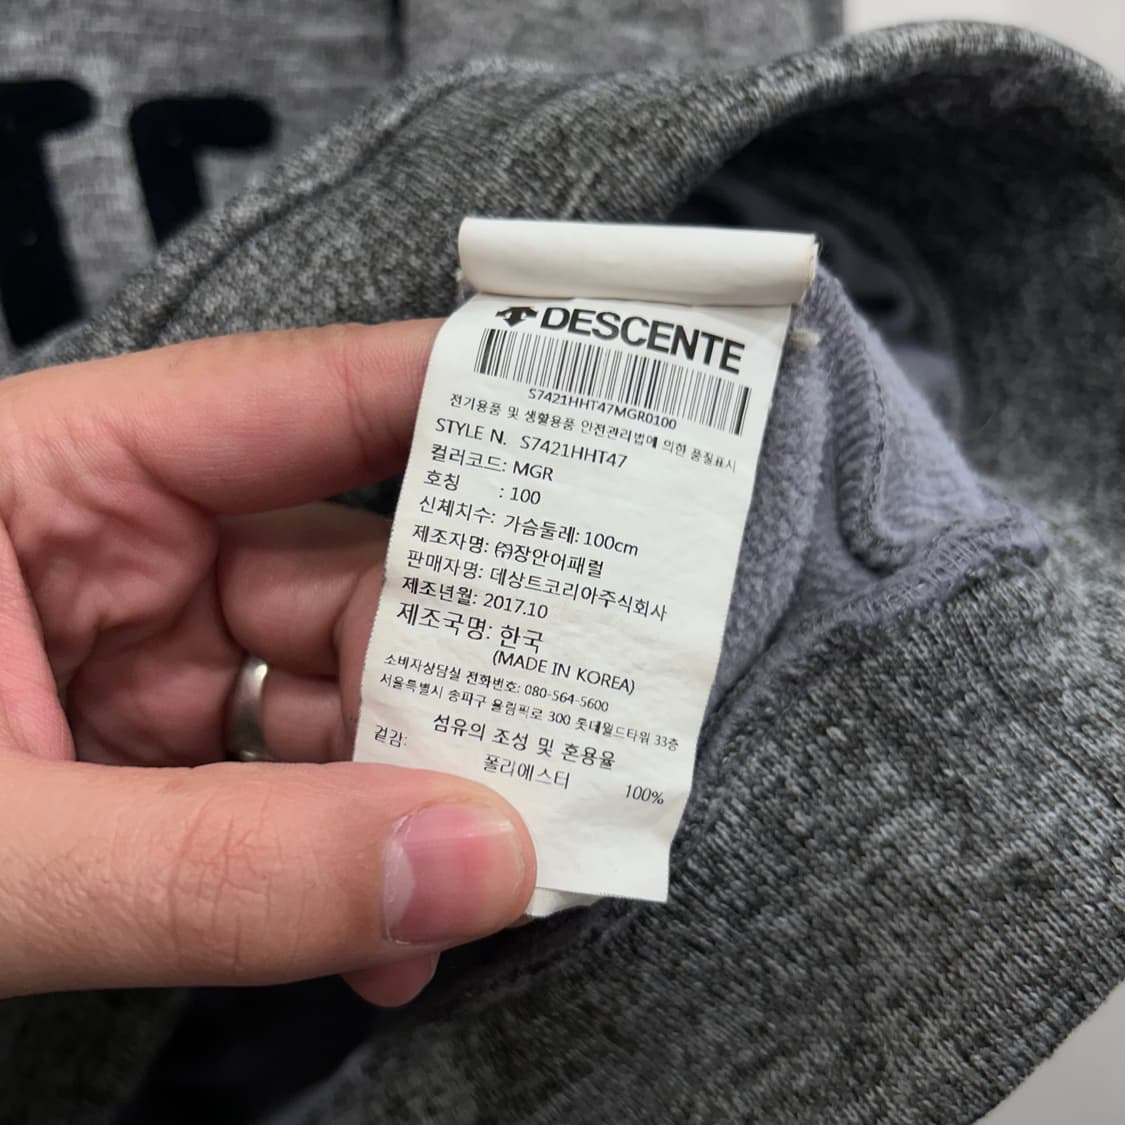 DESCENTE
S7421HHT47MGR0100
전기용품 및 생활용품 안전관리법에 의한 품질표시
STYLE N. S7421HHT47
컬러코드: MGR
호칭 : 100
신체치수: 가슴둘레: 100cm
제조자명: ㈜장안어패럴
판매자명: 데상트코리아주식회사
제조년월: 2017.10
제조국명: 한국
(MADE IN KOREA)
소비자상담실 전화번호: 080-564-5600
서울특별시 송파구 올림픽로 300 롯데월드타워 33층
섬유의 조성 및 혼용율
겉감:
폴리에스터 100%